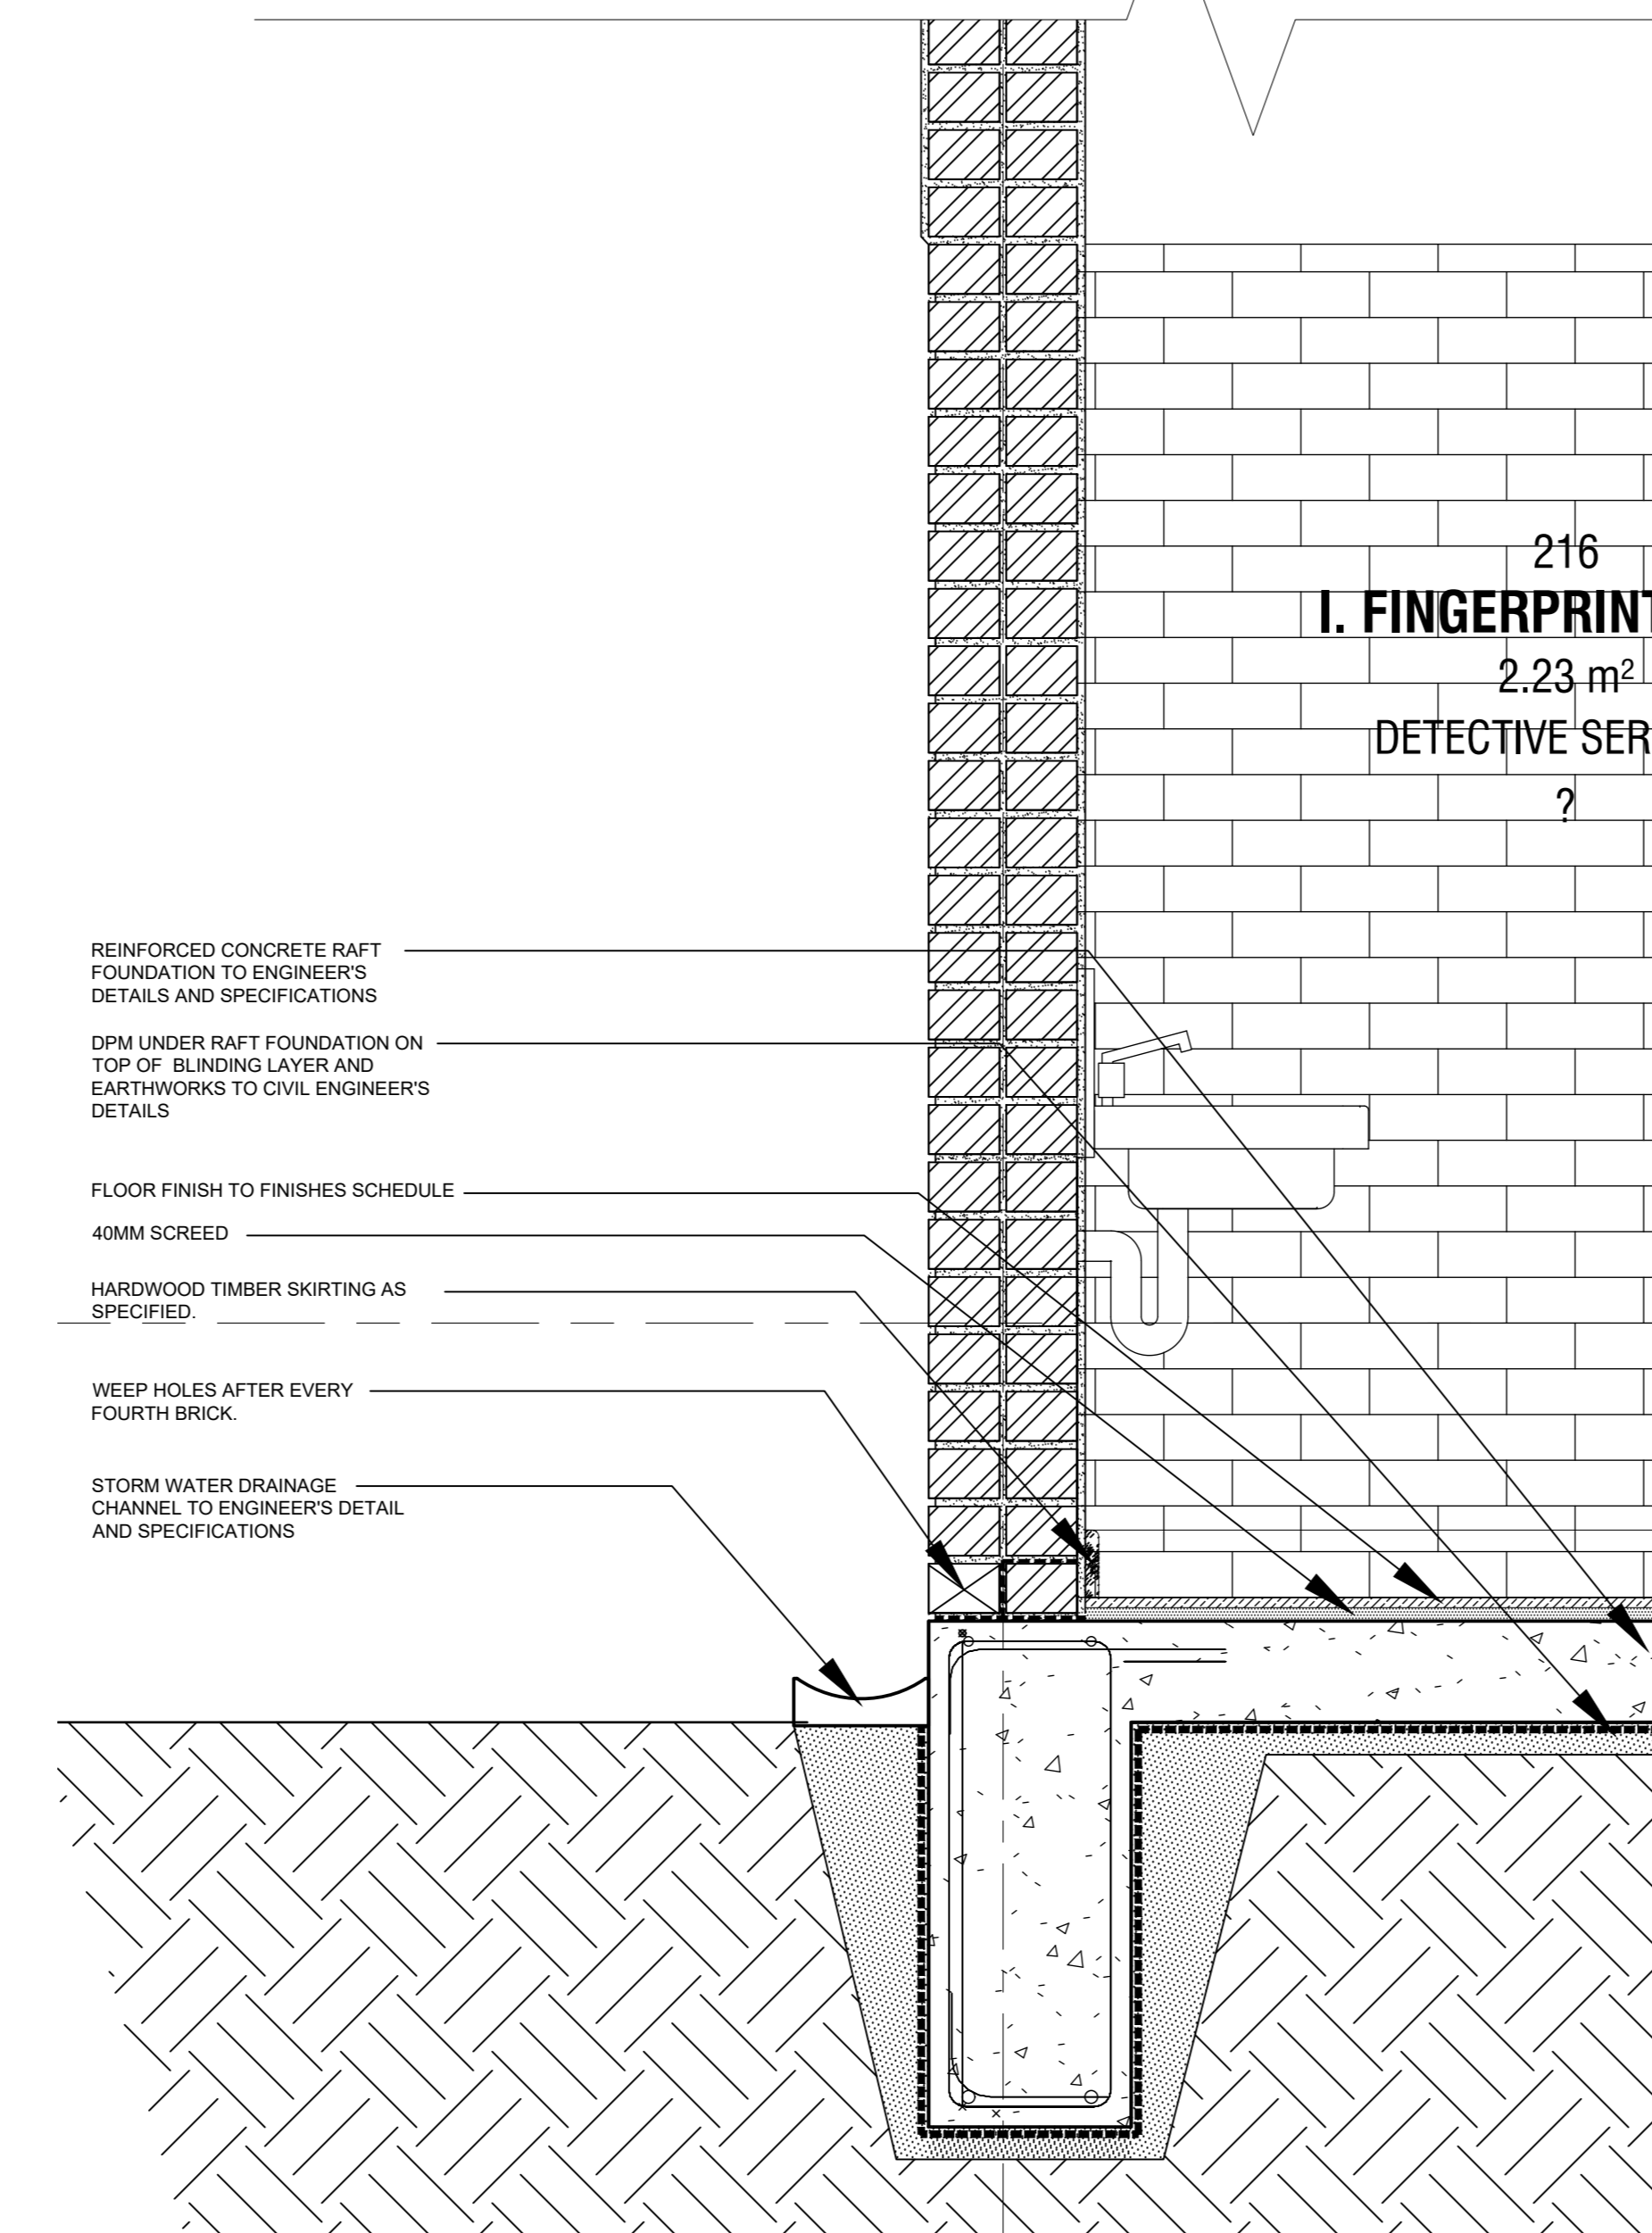 216
I. FINGERPRINT
2.23 m²
DETECTIVE SER
?
REINFORCED CONCRETE RAFT
FOUNDATION TO ENGINEER'S
DETAILS AND SPECIFICATIONS
DPM UNDER RAFT FOUNDATION ON
TOP OF BLINDING LAYER AND
EARTHWORKS TO CIVIL ENGINEER'S
DETAILS
FLOOR FINISH TO FINISHES SCHEDULE
40MM SCREED
HARDWOOD TIMBER SKIRTING AS
SPECIFIED.
WEEP HOLES AFTER EVERY
FOURTH BRICK.
STORM WATER DRAINAGE
CHANNEL TO ENGINEER'S DETAIL
AND SPECIFICATIONS